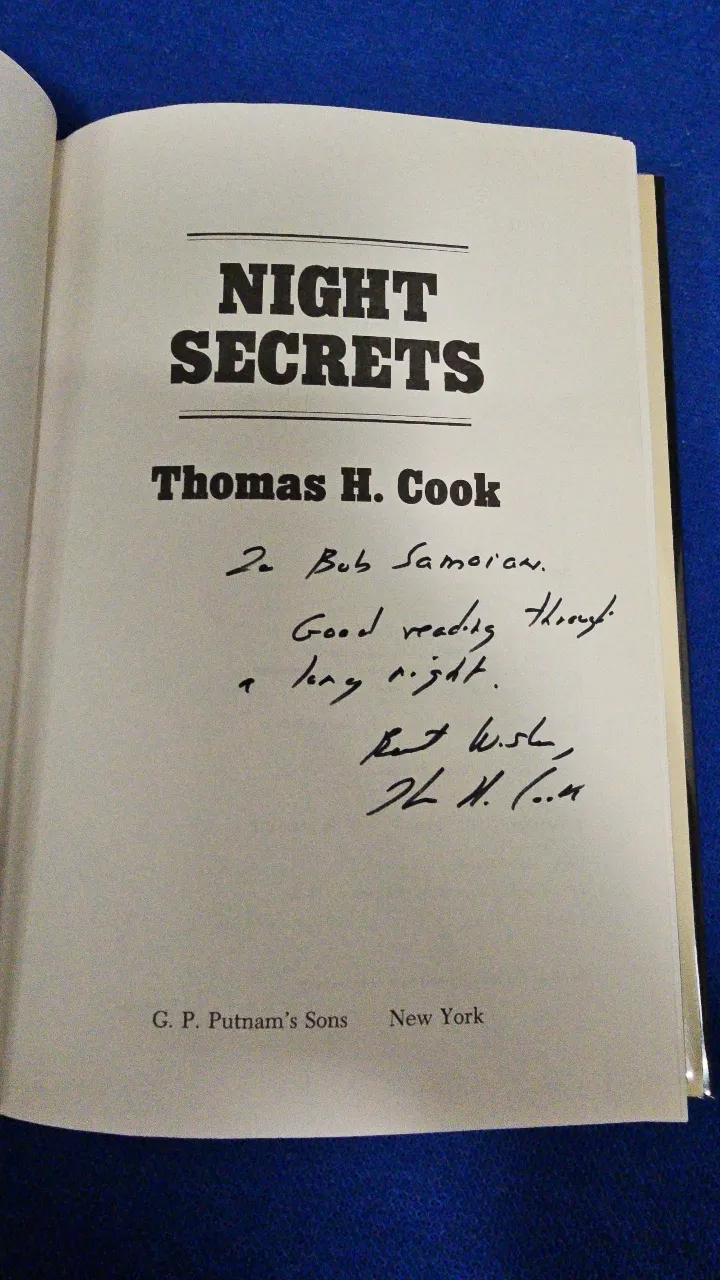 NIGHT
SECRETS
Thomas H. Cook
To Bob Samoian.
Good reading through
a long night.
Best Wishes,
Thomas H. Cook
G. P. Putnam's Sons New York